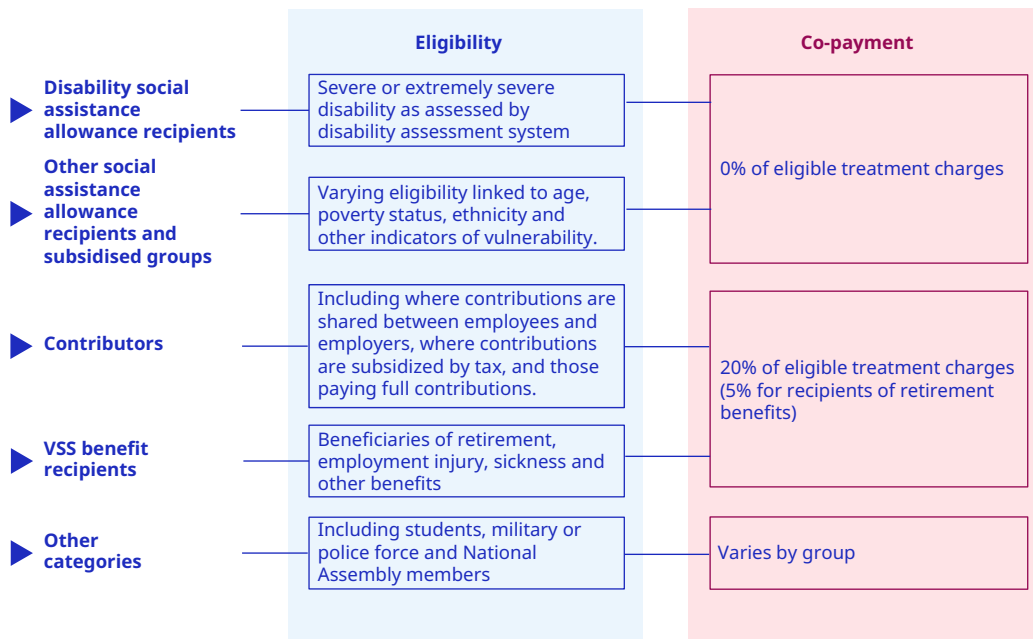 Eligibility
Co-payment
Disability social
assistance
allowance recipients
Severe or extremely severe
disability as assessed by
disability assessment system
0% of eligible treatment charges
Other social
assistance
allowance
recipients and
subsidised groups
Varying eligibility linked to age,
poverty status, ethnicity and
other indicators of vulnerability.
Contributors
Including where contributions are
shared between employees and
employers, where contributions
are subsidized by tax, and those
paying full contributions.
20% of eligible treatment charges
(5% for recipients of retirement
benefits)
VSS benefit
recipients
Beneficiaries of retirement,
employment injury, sickness and
other benefits
Other
categories
Including students, military or
police force and National
Assembly members
Varies by group